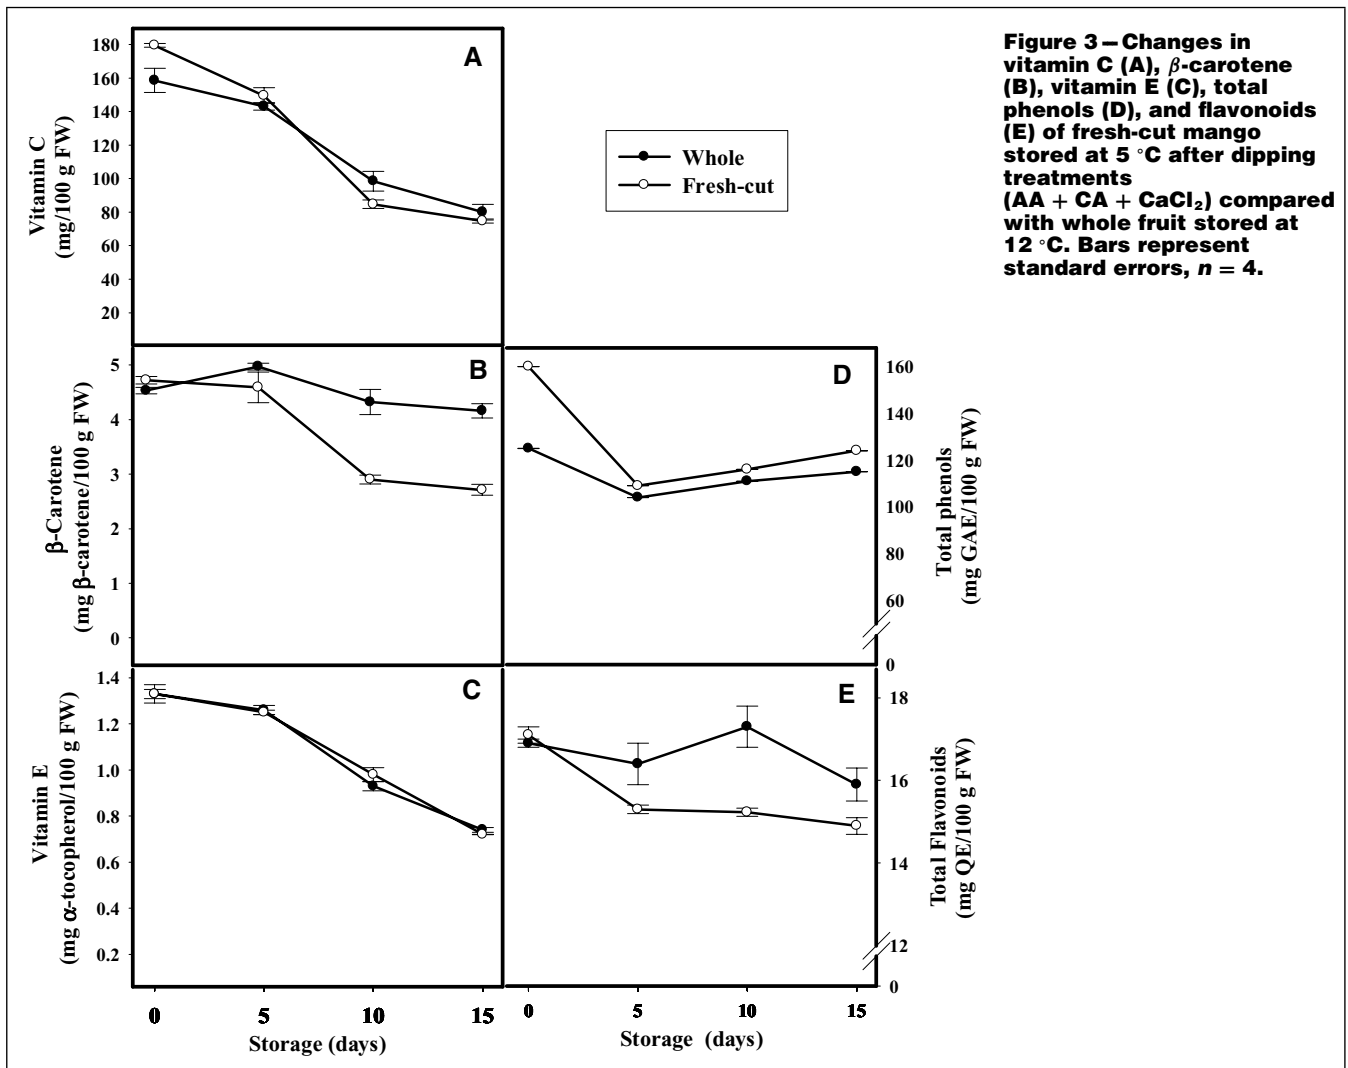 180
160
140
120
100
80
60
40
20
Vitamin C
(mg/100 g FW)
A
Whole
Fresh-cut
Figure 3 – Changes in
vitamin C (A), β-carotene
(B), vitamin E (C), total
phenols (D), and flavonoids
(E) of fresh-cut mango
stored at 5 °C after dipping
treatments
(AA + CA + CaCl₂) compared
with whole fruit stored at
12 °C. Bars represent
standard errors, n = 4.
5
4
3
2
1
0
β-Carotene
(mg β-carotene/100 g FW)
B
D
160
140
120
100
80
60
0
Total phenols
(mg GAE/100 g FW)
1.4
1.2
1.0
0.8
0.6
0.4
0.2
Vitamin E
(mg α-tocopherol/100 g FW)
C
E
18
16
14
12
0
Total Flavonoids
(mg QE/100 g FW)
0 5 10 15
Storage (days)
0 5 10 15
Storage (days)